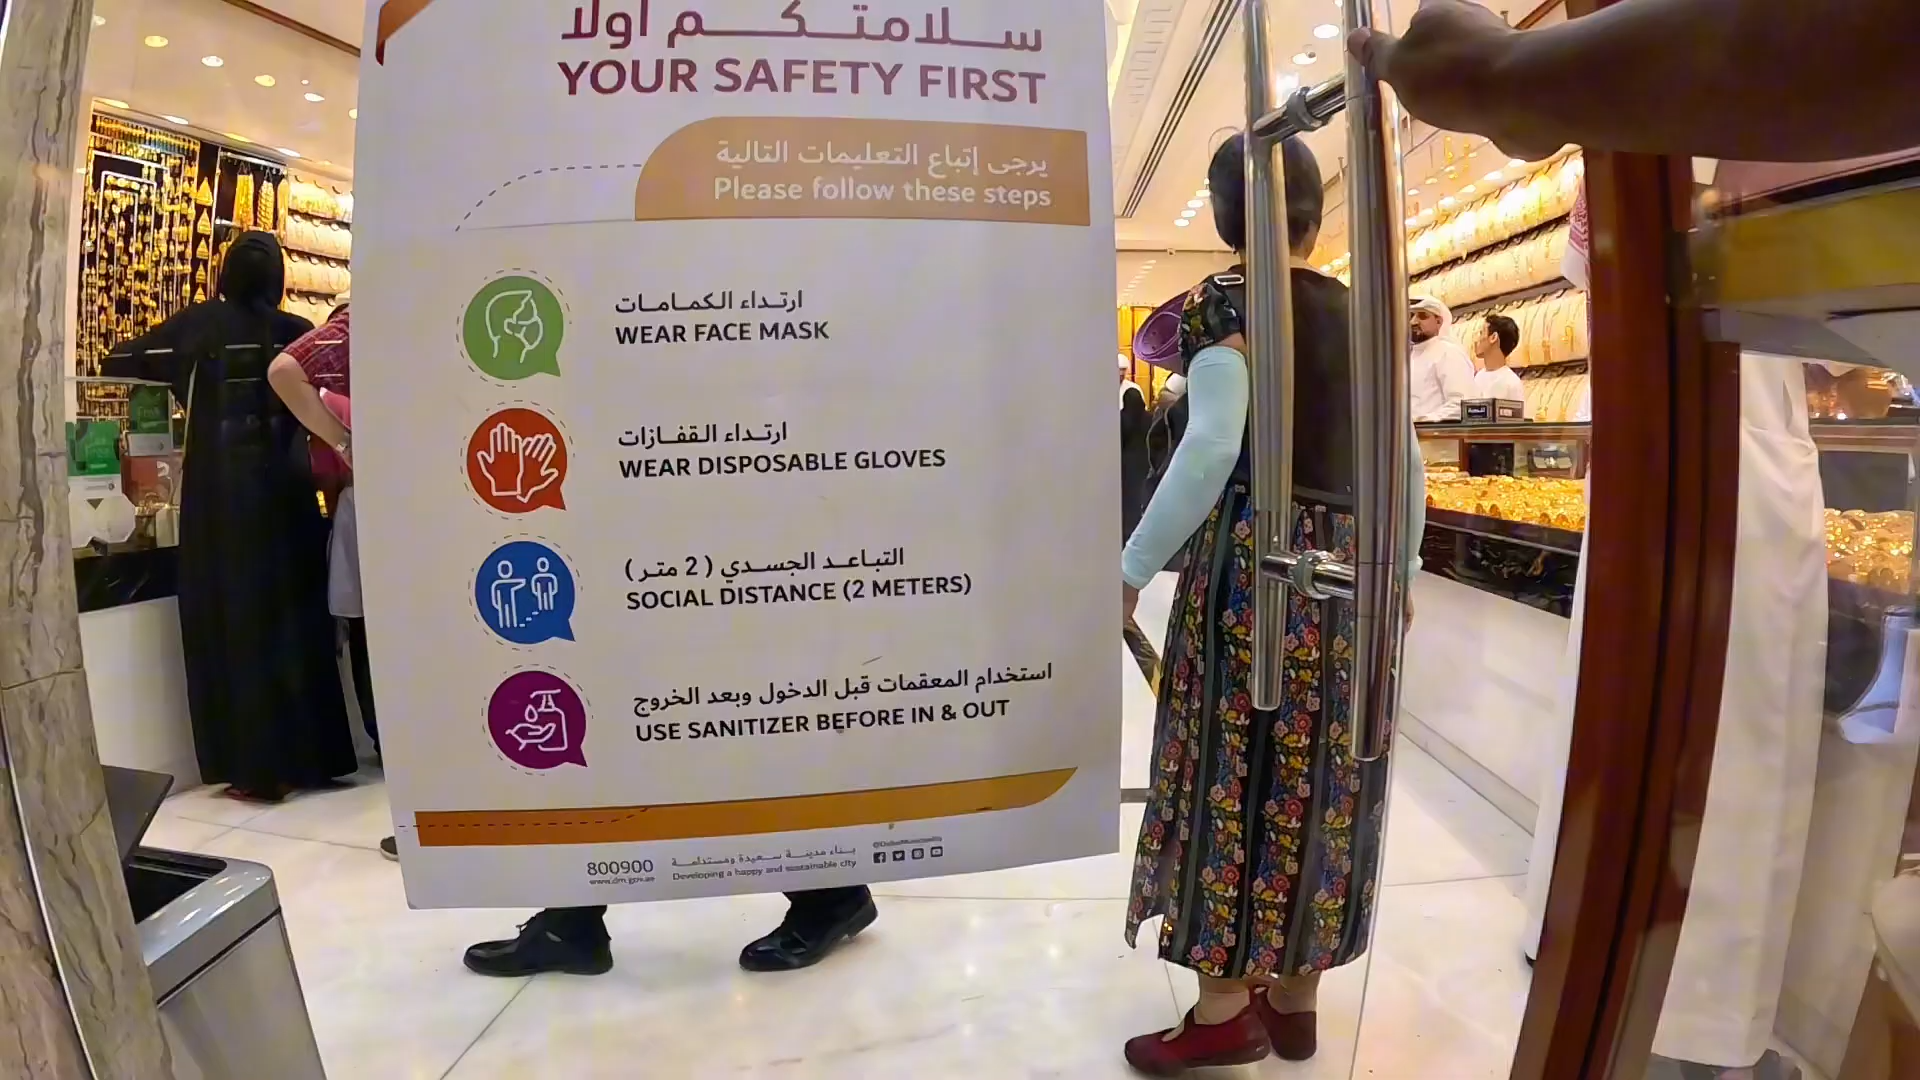 سلامتكم أولا
YOUR SAFETY FIRST
يرجى إتباع التعليمات التالية
Please follow these steps
ارتداء الكمامات
WEAR FACE MASK
ارتداء القفازات
WEAR DISPOSABLE GLOVES
التباعد الجسدي ( 2 متر )
SOCIAL DISTANCE (2 METERS)
استخدام المعقمات قبل الدخول وبعد الخروج
USE SANITIZER BEFORE IN & OUT
800900
www.dm.gov.ae
بناء مدينة سعيدة ومستدامة
Developing a happy and sustainable city